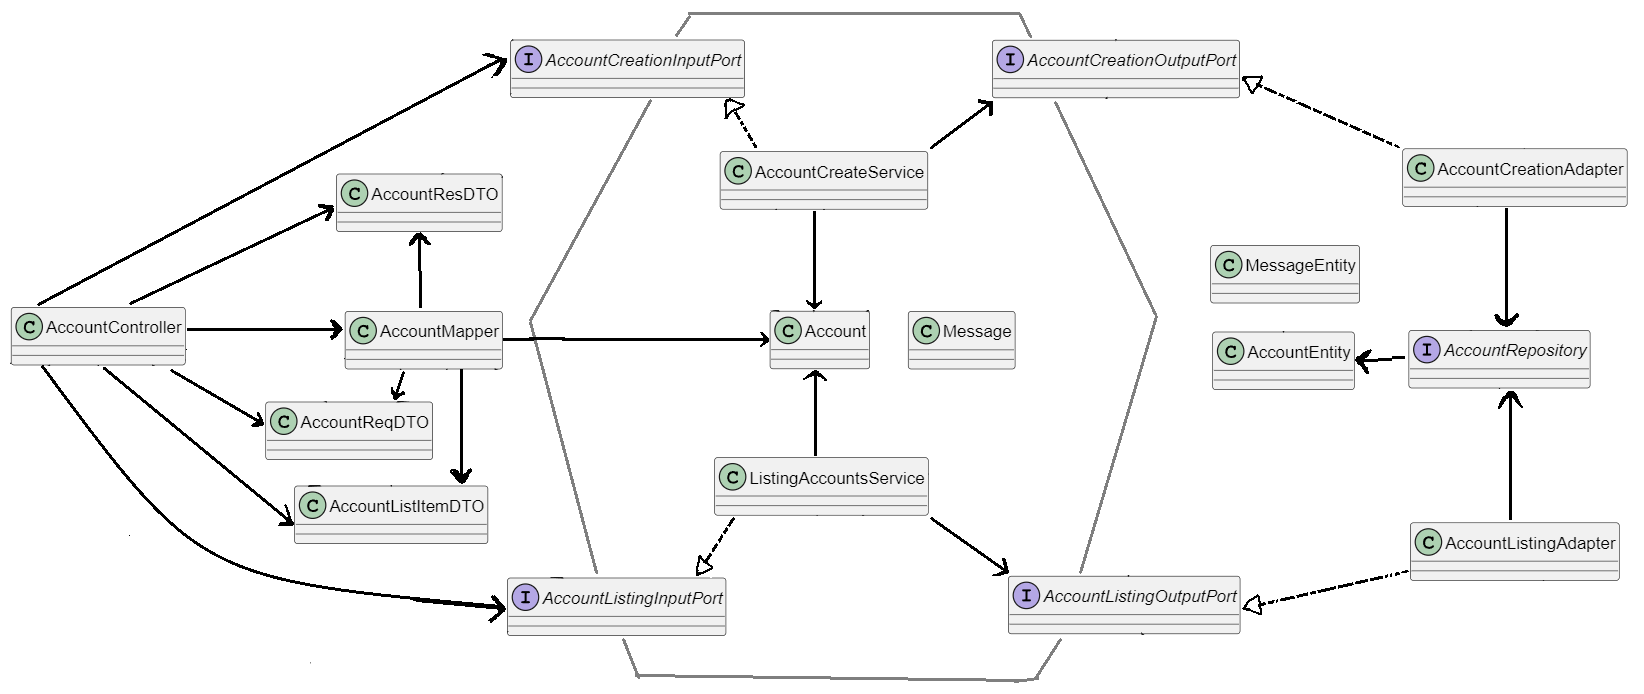 I AccountCreationInputPort
I AccountCreationOutputPort
C AccountCreateService
C AccountCreationAdapter
C AccountResDTO
C MessageEntity
C AccountController
C AccountMapper
C Account
C Message
C AccountEntity
I AccountRepository
C AccountReqDTO
C AccountListItemDTO
C ListingAccountsService
C AccountListingAdapter
I AccountListingInputPort
I AccountListingOutputPort